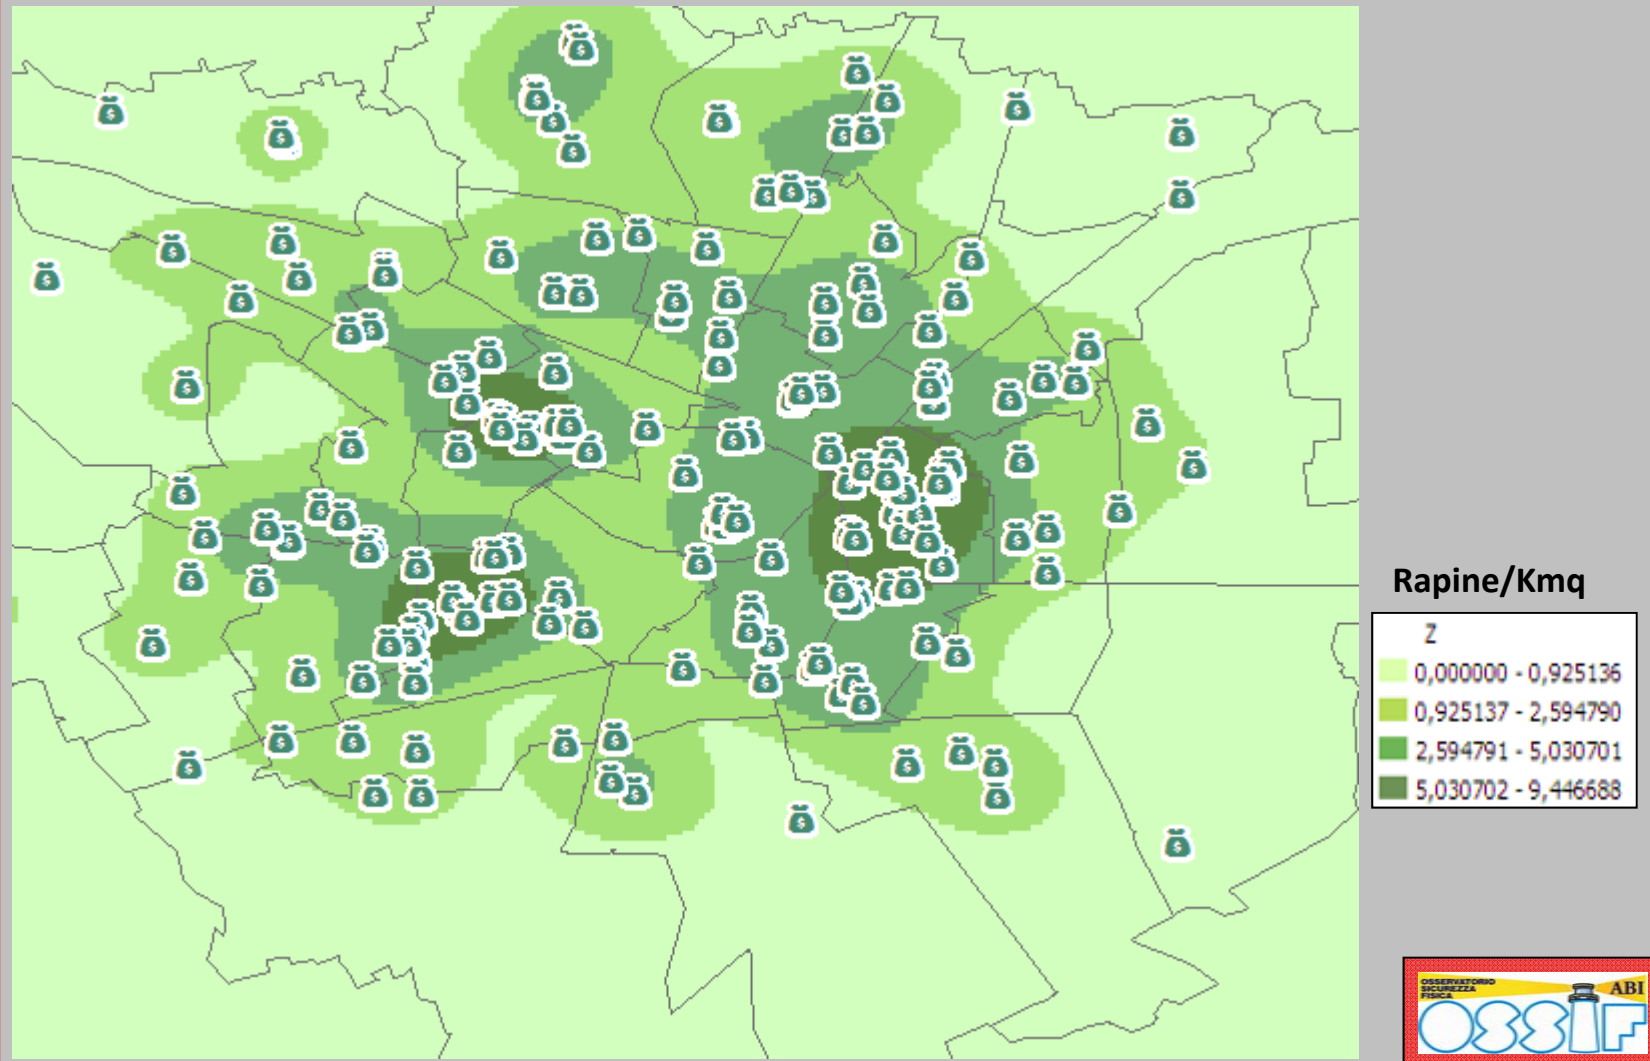 Rapine/Kmq
Z
0,000000 - 0,925136
0,925137 - 2,594790
2,594791 - 5,030701
5,030702 - 9,446688
OSSERVATORIO
SICUREZZA
FISICA
ABI
OSSIF